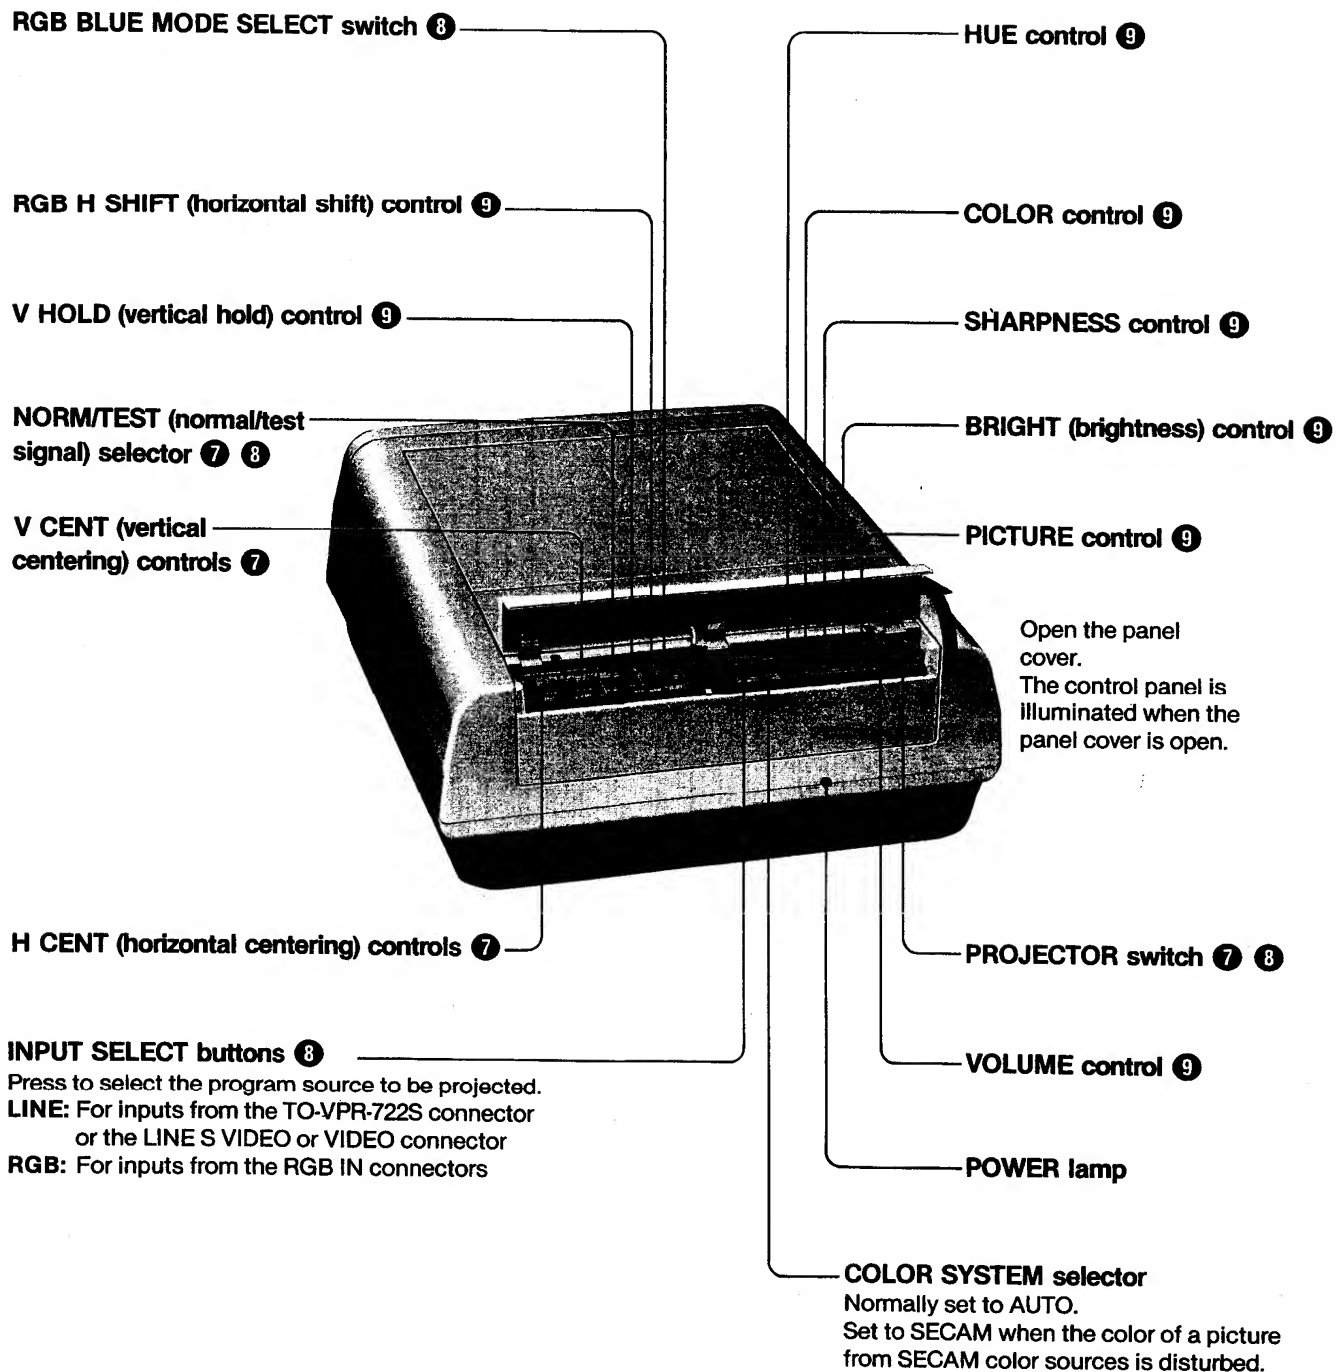 RGB BLUE MODE SELECT switch 8
HUE control 9
RGB H SHIFT (horizontal shift) control 9
COLOR control 9
V HOLD (vertical hold) control 9
SHARPNESS control 9
NORM/TEST (normal/test
signal) selector 7 8
BRIGHT (brightness) control 9
V CENT (vertical
centering) controls 7
PICTURE control 9
Open the panel
cover.
The control panel is
illuminated when the
panel cover is open.
H CENT (horizontal centering) controls 7
PROJECTOR switch 7 8
INPUT SELECT buttons 8
Press to select the program source to be projected.
LINE: For inputs from the TO-VPR-722S connector
or the LINE S VIDEO or VIDEO connector
RGB: For inputs from the RGB IN connectors
VOLUME control 9
POWER lamp
COLOR SYSTEM selector
Normally set to AUTO.
Set to SECAM when the color of a picture
from SECAM color sources is disturbed.